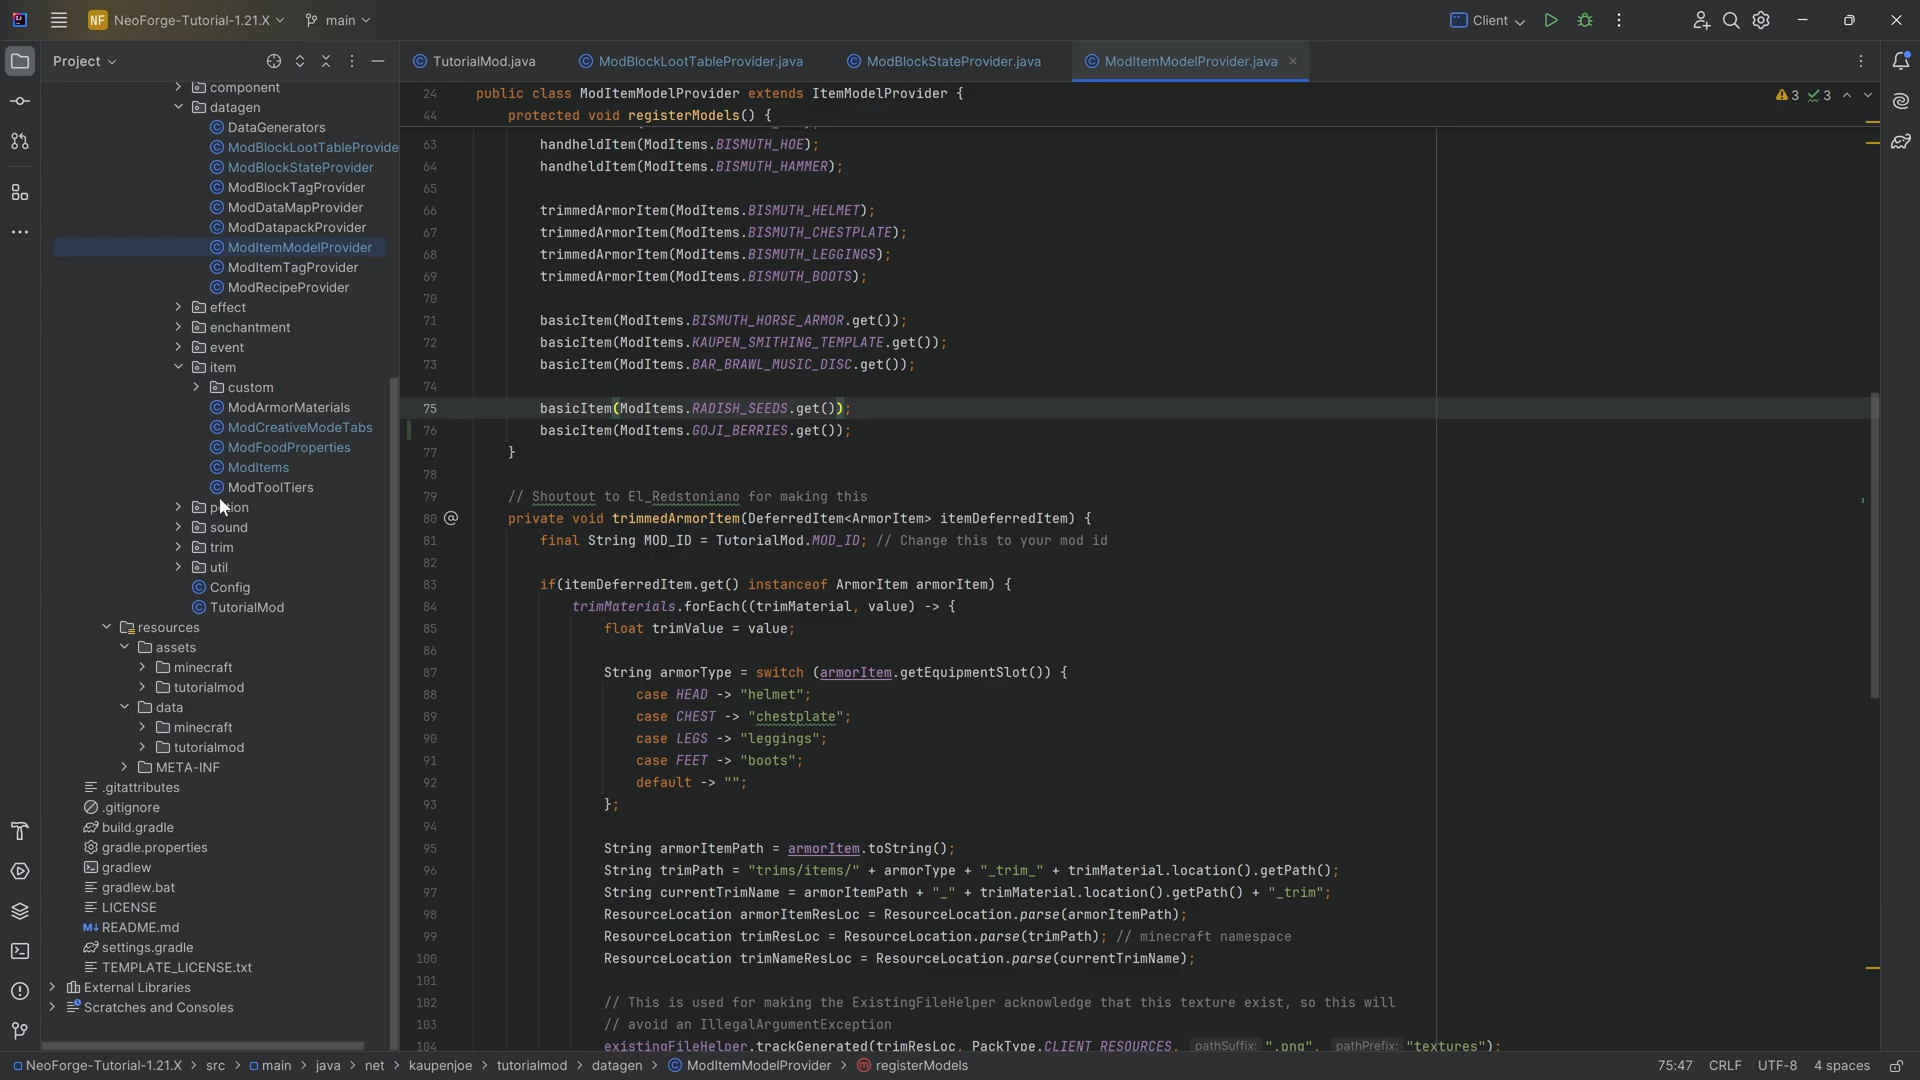 NF NeoForge-Tutorial-1.21.X main Client
Project
TutorialMod.java ModBlockLootTableProvider.java ModBlockStateProvider.java ModItemModelProvider.java
component
datagen
DataGenerators
ModBlockLootTableProvide
ModBlockStateProvider
ModBlockTagProvider
ModDataMapProvider
ModDatapackProvider
ModItemModelProvider
ModItemTagProvider
ModRecipeProvider
effect
enchantment
event
item
custom
ModArmorMaterials
ModCreativeModeTabs
ModFoodProperties
ModItems
ModToolTiers
potion
sound
trim
util
Config
TutorialMod
resources
assets
minecraft
tutorialmod
data
minecraft
tutorialmod
META-INF
.gitattributes
.gitignore
build.gradle
gradle.properties
gradlew
gradlew.bat
LICENSE
README.md
settings.gradle
TEMPLATE_LICENSE.txt
External Libraries
Scratches and Consoles
24 public class ModItemModelProvider extends ItemModelProvider {
3 3
44 protected void registerModels() {
63 handheldItem(ModItems.BISMUTH_HOE);
64 handheldItem(ModItems.BISMUTH_HAMMER);
65
66 trimmedArmorItem(ModItems.BISMUTH_HELMET);
67 trimmedArmorItem(ModItems.BISMUTH_CHESTPLATE);
68 trimmedArmorItem(ModItems.BISMUTH_LEGGINGS);
69 trimmedArmorItem(ModItems.BISMUTH_BOOTS);
70
71 basicItem(ModItems.BISMUTH_HORSE_ARMOR.get());
72 basicItem(ModItems.KAUPEN_SMITHING_TEMPLATE.get());
73 basicItem(ModItems.BAR_BRAWL_MUSIC_DISC.get());
74
75 basicItem(ModItems.RADISH_SEEDS.get());
76 basicItem(ModItems.GOJI_BERRIES.get());
77 }
78
79 // Shoutout to El_Redstoniano for making this
80 private void trimmedArmorItem(DeferredItem<ArmorItem> itemDeferredItem) {
81 final String MOD_ID = TutorialMod.MOD_ID; // Change this to your mod id
82
83 if(itemDeferredItem.get() instanceof ArmorItem armorItem) {
84 trimMaterials.forEach((trimMaterial, value) -> {
85 float trimValue = value;
86
87 String armorType = switch (armorItem.getEquipmentSlot()) {
88 case HEAD -> "helmet";
89 case CHEST -> "chestplate";
90 case LEGS -> "leggings";
91 case FEET -> "boots";
92 default -> "";
93 };
94
95 String armorItemPath = armorItem.toString();
96 String trimPath = "trims/items/" + armorType + "_trim_" + trimMaterial.location().getPath();
97 String currentTrimName = armorItemPath + "_" + trimMaterial.location().getPath() + "_trim";
98 ResourceLocation armorItemResLoc = ResourceLocation.parse(armorItemPath);
99 ResourceLocation trimResLoc = ResourceLocation.parse(trimPath); // minecraft namespace
100 ResourceLocation trimNameResLoc = ResourceLocation.parse(currentTrimName);
101
102 // This is used for making the ExistingFileHelper acknowledge that this texture exist, so this will
103 // avoid an IllegalArgumentException
104 existingFileHelper.trackGenerated(trimResLoc, PackType.CLIENT_RESOURCES, pathSuffix: ".png", pathPrefix: "textures");
NeoForge-Tutorial-1.21.X > src > main > java > net > kaupenjoe > tutorialmod > datagen > ModItemModelProvider > registerModels 75:47 CRLF UTF-8 4 spaces